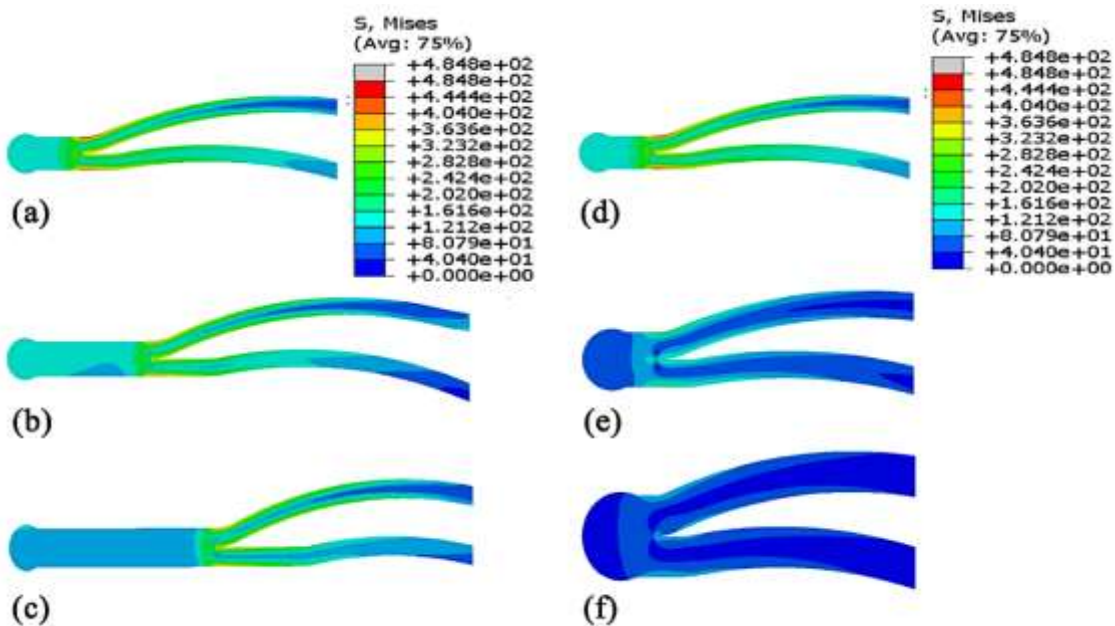 S, Mises
(Avg: 75%)
+4.848e+02
+4.848e+02
+4.444e+02
+4.040e+02
+3.636e+02
+3.232e+02
+2.828e+02
+2.424e+02
+2.020e+02
+1.616e+02
+1.212e+02
+8.079e+01
+4.040e+01
+0.000e+00
(a)
S, Mises
(Avg: 75%)
+4.848e+02
+4.848e+02
+4.444e+02
+4.040e+02
+3.636e+02
+3.232e+02
+2.828e+02
+2.424e+02
+2.020e+02
+1.616e+02
+1.212e+02
+8.079e+01
+4.040e+01
+0.000e+00
(d)
(b)
(e)
(c)
(f)